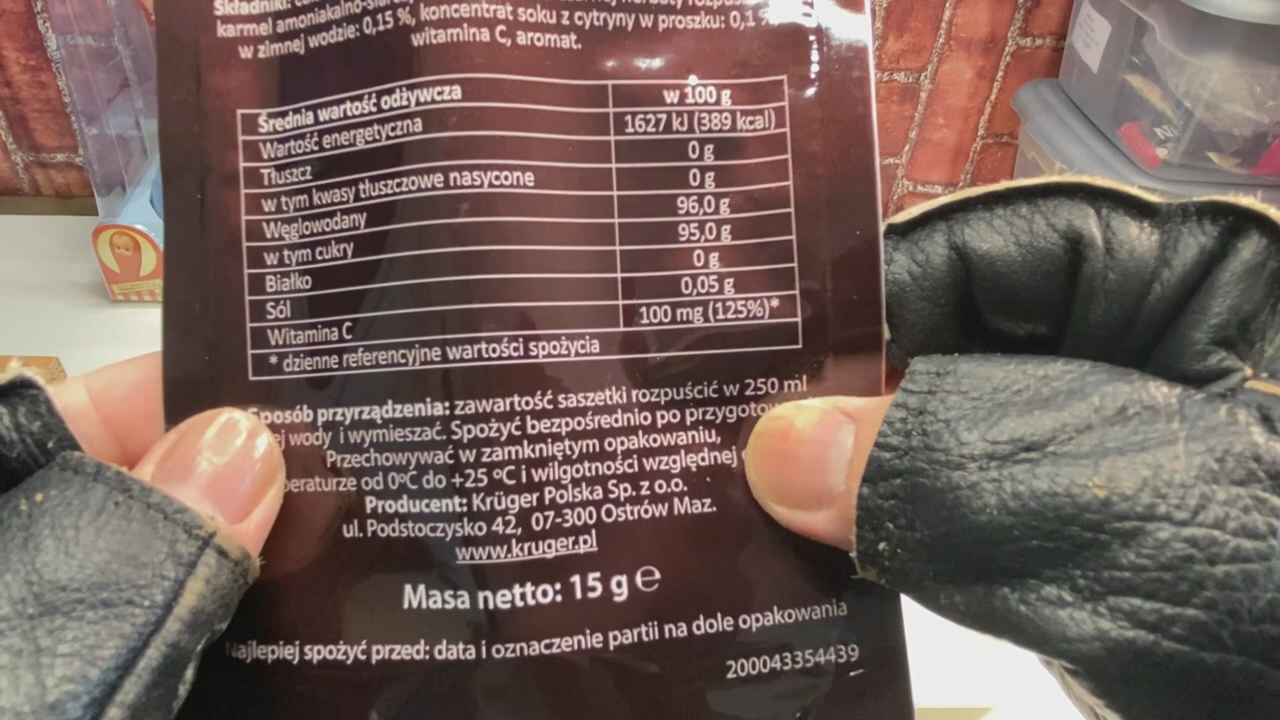 Składniki:
karmel amoniakalno-
w zimnej wodzie: 0,15 %, koncentrat soku z cytryny w proszku: 0,1 %
witamina C, aromat.
Średnia wartość odżywcza w 100 g
Wartość energetyczna 1627 kJ (389 kcal)
Tłuszcz 0 g
w tym kwasy tłuszczowe nasycone 0 g
Węglowodany 96,0 g
w tym cukry 95,0 g
Białko 0 g
Sól 0,05 g
Witamina C 100 mg (125%)*
* dzienne referencyjne wartości spożycia
Sposób przyrządzenia: zawartość saszetki rozpuścić w 250 ml
ej wody i wymieszać. Spożyć bezpośrednio po przygotow
Przechowywać w zamkniętym opakowaniu,
peraturze od 0°C do +25 °C i wilgotności względnej
Producent: Krüger Polska Sp. z o.o.
ul. Podstoczysko 42, 07-300 Ostrów Maz.
www.kruger.pl
Masa netto: 15 g ℮
Najlepiej spożyć przed: data i oznaczenie partii na dole opakowania
200043354439